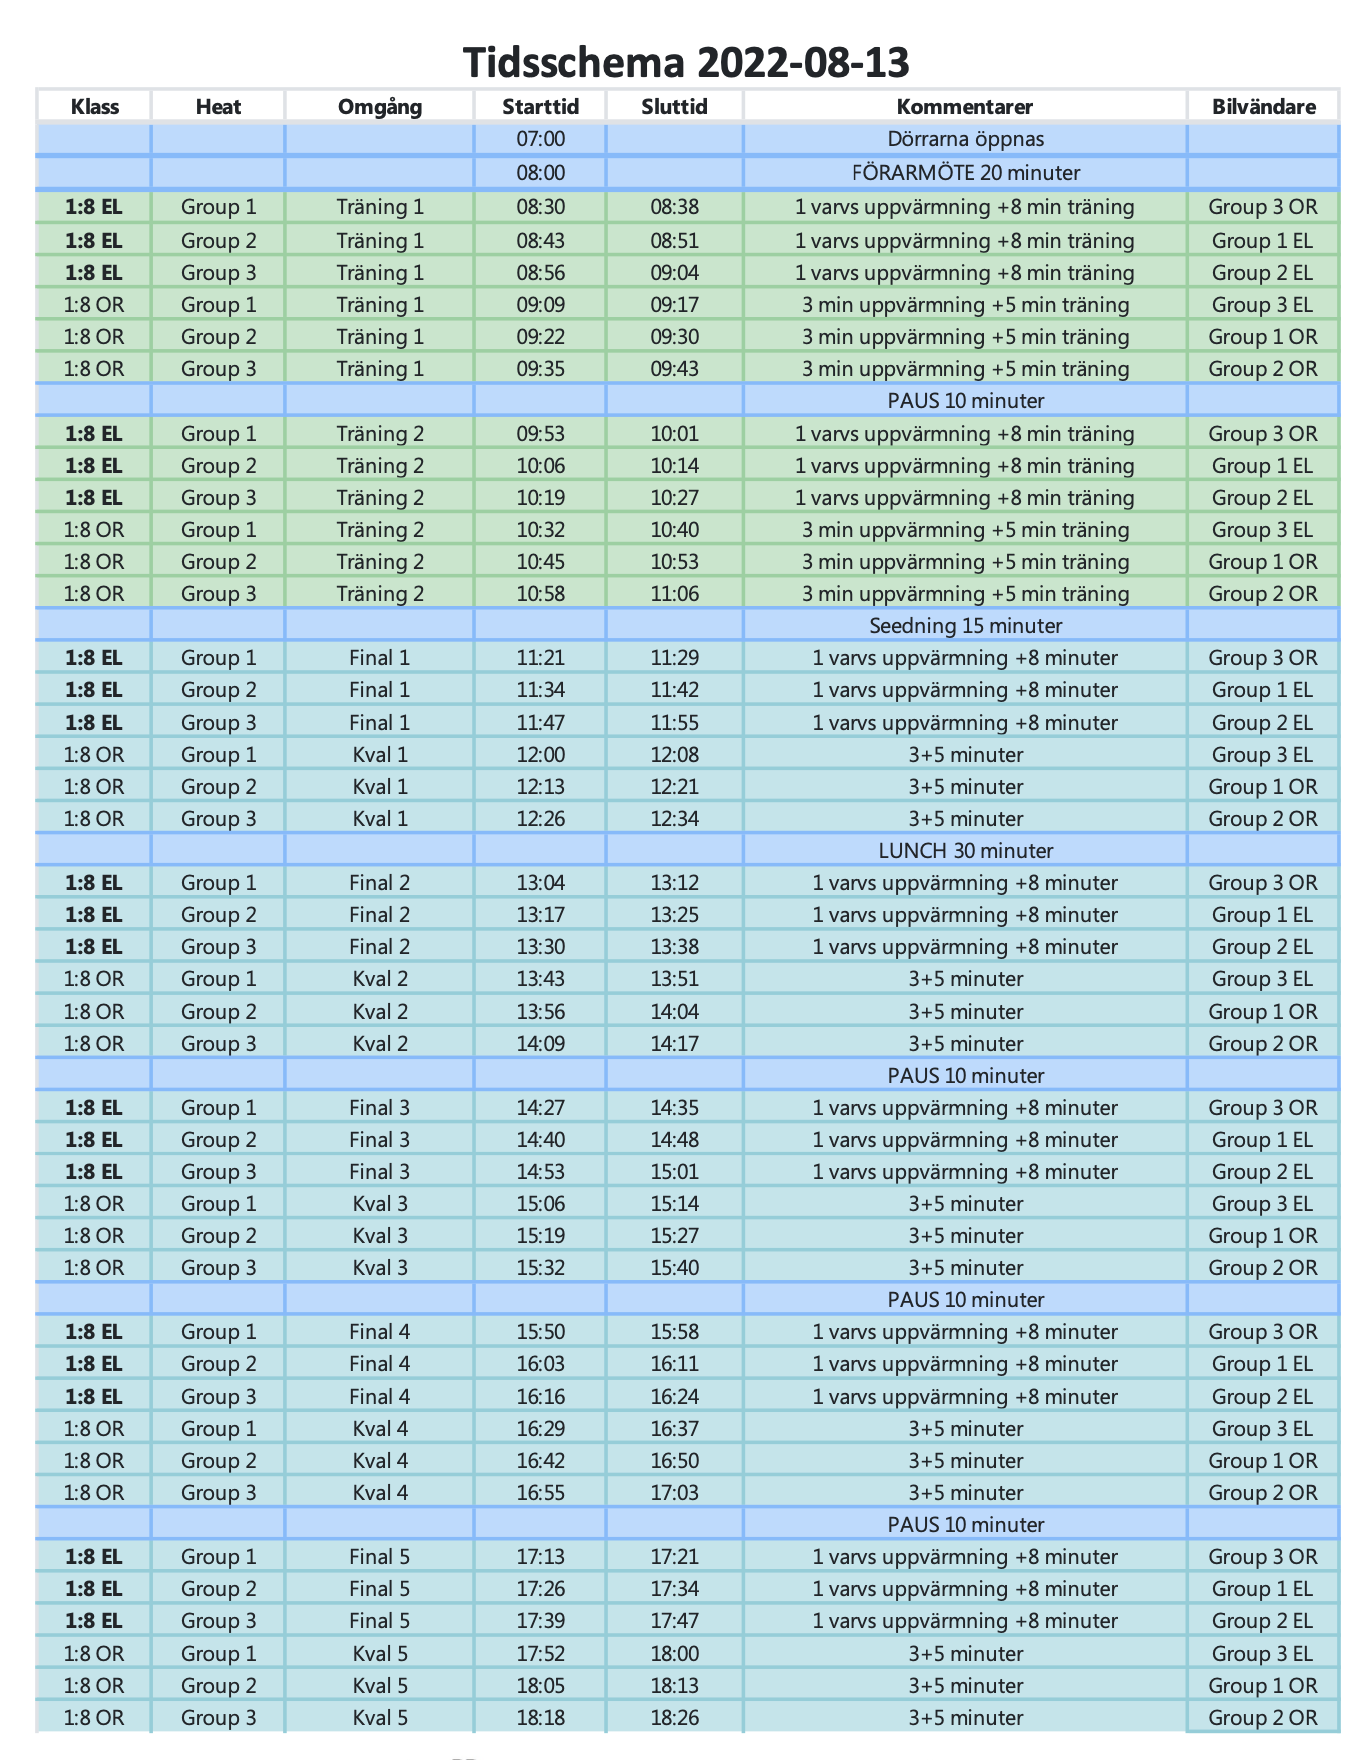 Tidsschema 2022-08-13
Klass Heat Omgång Starttid Sluttid Kommentarer Bilvändare
07:00 Dörrarna öppnas
08:00 FÖRARMÖTE 20 minuter
1:8 EL Group 1 Träning 1 08:30 08:38 1 varvs uppvärmning +8 min träning Group 3 OR
1:8 EL Group 2 Träning 1 08:43 08:51 1 varvs uppvärmning +8 min träning Group 1 EL
1:8 EL Group 3 Träning 1 08:56 09:04 1 varvs uppvärmning +8 min träning Group 2 EL
1:8 OR Group 1 Träning 1 09:09 09:17 3 min uppvärmning +5 min träning Group 3 EL
1:8 OR Group 2 Träning 1 09:22 09:30 3 min uppvärmning +5 min träning Group 1 OR
1:8 OR Group 3 Träning 1 09:35 09:43 3 min uppvärmning +5 min träning Group 2 OR
PAUS 10 minuter
1:8 EL Group 1 Träning 2 09:53 10:01 1 varvs uppvärmning +8 min träning Group 3 OR
1:8 EL Group 2 Träning 2 10:06 10:14 1 varvs uppvärmning +8 min träning Group 1 EL
1:8 EL Group 3 Träning 2 10:19 10:27 1 varvs uppvärmning +8 min träning Group 2 EL
1:8 OR Group 1 Träning 2 10:32 10:40 3 min uppvärmning +5 min träning Group 3 EL
1:8 OR Group 2 Träning 2 10:45 10:53 3 min uppvärmning +5 min träning Group 1 OR
1:8 OR Group 3 Träning 2 10:58 11:06 3 min uppvärmning +5 min träning Group 2 OR
Seedning 15 minuter
1:8 EL Group 1 Final 1 11:21 11:29 1 varvs uppvärmning +8 minuter Group 3 OR
1:8 EL Group 2 Final 1 11:34 11:42 1 varvs uppvärmning +8 minuter Group 1 EL
1:8 EL Group 3 Final 1 11:47 11:55 1 varvs uppvärmning +8 minuter Group 2 EL
1:8 OR Group 1 Kval 1 12:00 12:08 3+5 minuter Group 3 EL
1:8 OR Group 2 Kval 1 12:13 12:21 3+5 minuter Group 1 OR
1:8 OR Group 3 Kval 1 12:26 12:34 3+5 minuter Group 2 OR
LUNCH 30 minuter
1:8 EL Group 1 Final 2 13:04 13:12 1 varvs uppvärmning +8 minuter Group 3 OR
1:8 EL Group 2 Final 2 13:17 13:25 1 varvs uppvärmning +8 minuter Group 1 EL
1:8 EL Group 3 Final 2 13:30 13:38 1 varvs uppvärmning +8 minuter Group 2 EL
1:8 OR Group 1 Kval 2 13:43 13:51 3+5 minuter Group 3 EL
1:8 OR Group 2 Kval 2 13:56 14:04 3+5 minuter Group 1 OR
1:8 OR Group 3 Kval 2 14:09 14:17 3+5 minuter Group 2 OR
PAUS 10 minuter
1:8 EL Group 1 Final 3 14:27 14:35 1 varvs uppvärmning +8 minuter Group 3 OR
1:8 EL Group 2 Final 3 14:40 14:48 1 varvs uppvärmning +8 minuter Group 1 EL
1:8 EL Group 3 Final 3 14:53 15:01 1 varvs uppvärmning +8 minuter Group 2 EL
1:8 OR Group 1 Kval 3 15:06 15:14 3+5 minuter Group 3 EL
1:8 OR Group 2 Kval 3 15:19 15:27 3+5 minuter Group 1 OR
1:8 OR Group 3 Kval 3 15:32 15:40 3+5 minuter Group 2 OR
PAUS 10 minuter
1:8 EL Group 1 Final 4 15:50 15:58 1 varvs uppvärmning +8 minuter Group 3 OR
1:8 EL Group 2 Final 4 16:03 16:11 1 varvs uppvärmning +8 minuter Group 1 EL
1:8 EL Group 3 Final 4 16:16 16:24 1 varvs uppvärmning +8 minuter Group 2 EL
1:8 OR Group 1 Kval 4 16:29 16:37 3+5 minuter Group 3 EL
1:8 OR Group 2 Kval 4 16:42 16:50 3+5 minuter Group 1 OR
1:8 OR Group 3 Kval 4 16:55 17:03 3+5 minuter Group 2 OR
PAUS 10 minuter
1:8 EL Group 1 Final 5 17:13 17:21 1 varvs uppvärmning +8 minuter Group 3 OR
1:8 EL Group 2 Final 5 17:26 17:34 1 varvs uppvärmning +8 minuter Group 1 EL
1:8 EL Group 3 Final 5 17:39 17:47 1 varvs uppvärmning +8 minuter Group 2 EL
1:8 OR Group 1 Kval 5 17:52 18:00 3+5 minuter Group 3 EL
1:8 OR Group 2 Kval 5 18:05 18:13 3+5 minuter Group 1 OR
1:8 OR Group 3 Kval 5 18:18 18:26 3+5 minuter Group 2 OR